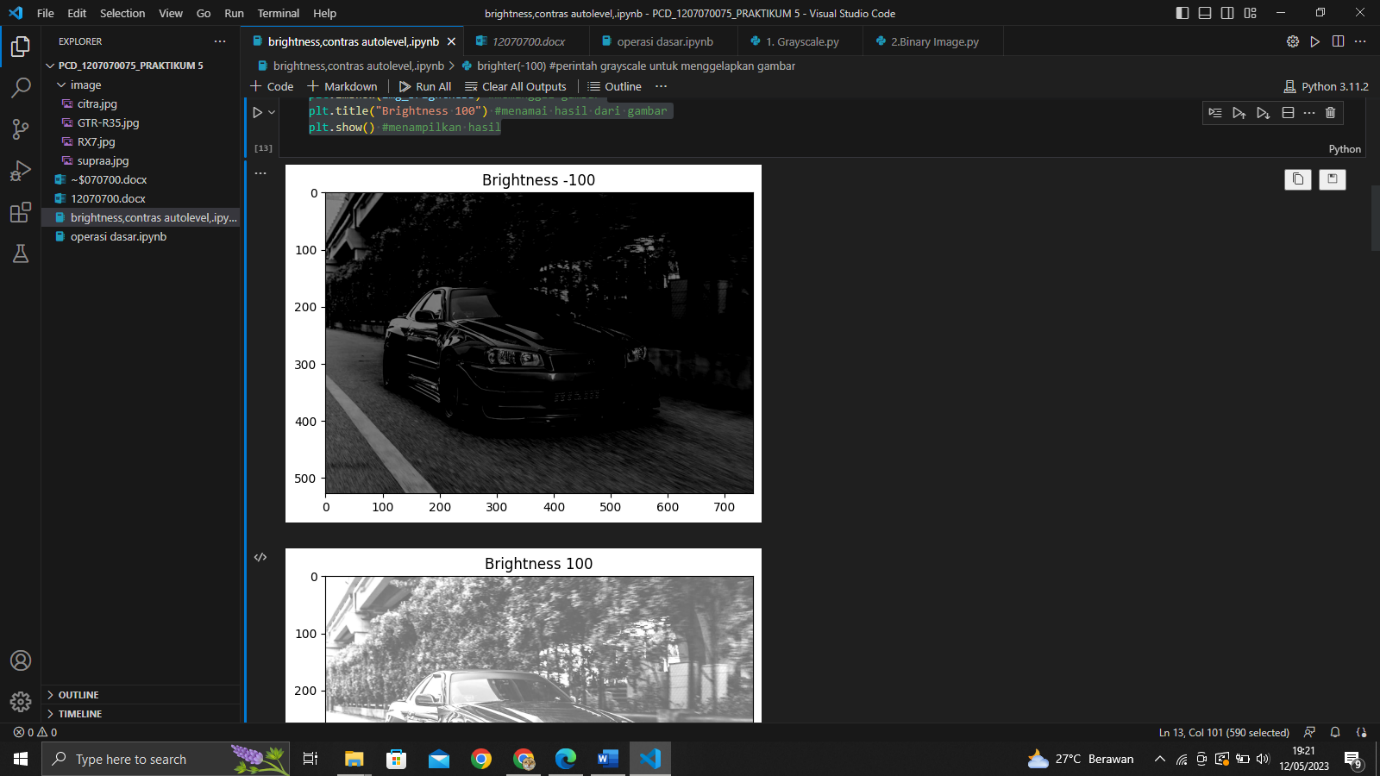 File Edit Selection View Go Run Terminal Help
brightness,contras autolevel,.ipynb - PCD_1207070075_PRAKTIKUM 5 - Visual Studio Code
EXPLORER
brightness,contras autolevel,.ipynb
12070700.docx
operasi dasar.ipynb
1. Grayscale.py
2.Binary Image.py
PCD_1207070075_PRAKTIKUM 5
image
citra.jpg
GTR-R35.jpg
RX7.jpg
supraa.jpg
~$070700.docx
12070700.docx
brightness,contras autolevel,.ipy...
operasi dasar.ipynb
OUTLINE
TIMELINE
brightness,contras autolevel,.ipynb > brighter(-100) #perintah grayscale untuk menggelapkan gambar
+ Code + Markdown Run All Clear All Outputs Outline ...
Python 3.11.2
plt.title("Brightness 100") #menamai hasil dari gambar
plt.show() #menampilkan hasil
[13]
Python
Brightness -100
0
100
200
300
400
500
0 100 200 300 400 500 600 700
Brightness 100
0
100
200
0 0
Ln 13, Col 101 (590 selected)
Type here to search
27°C Berawan
19:21
12/05/2023
9